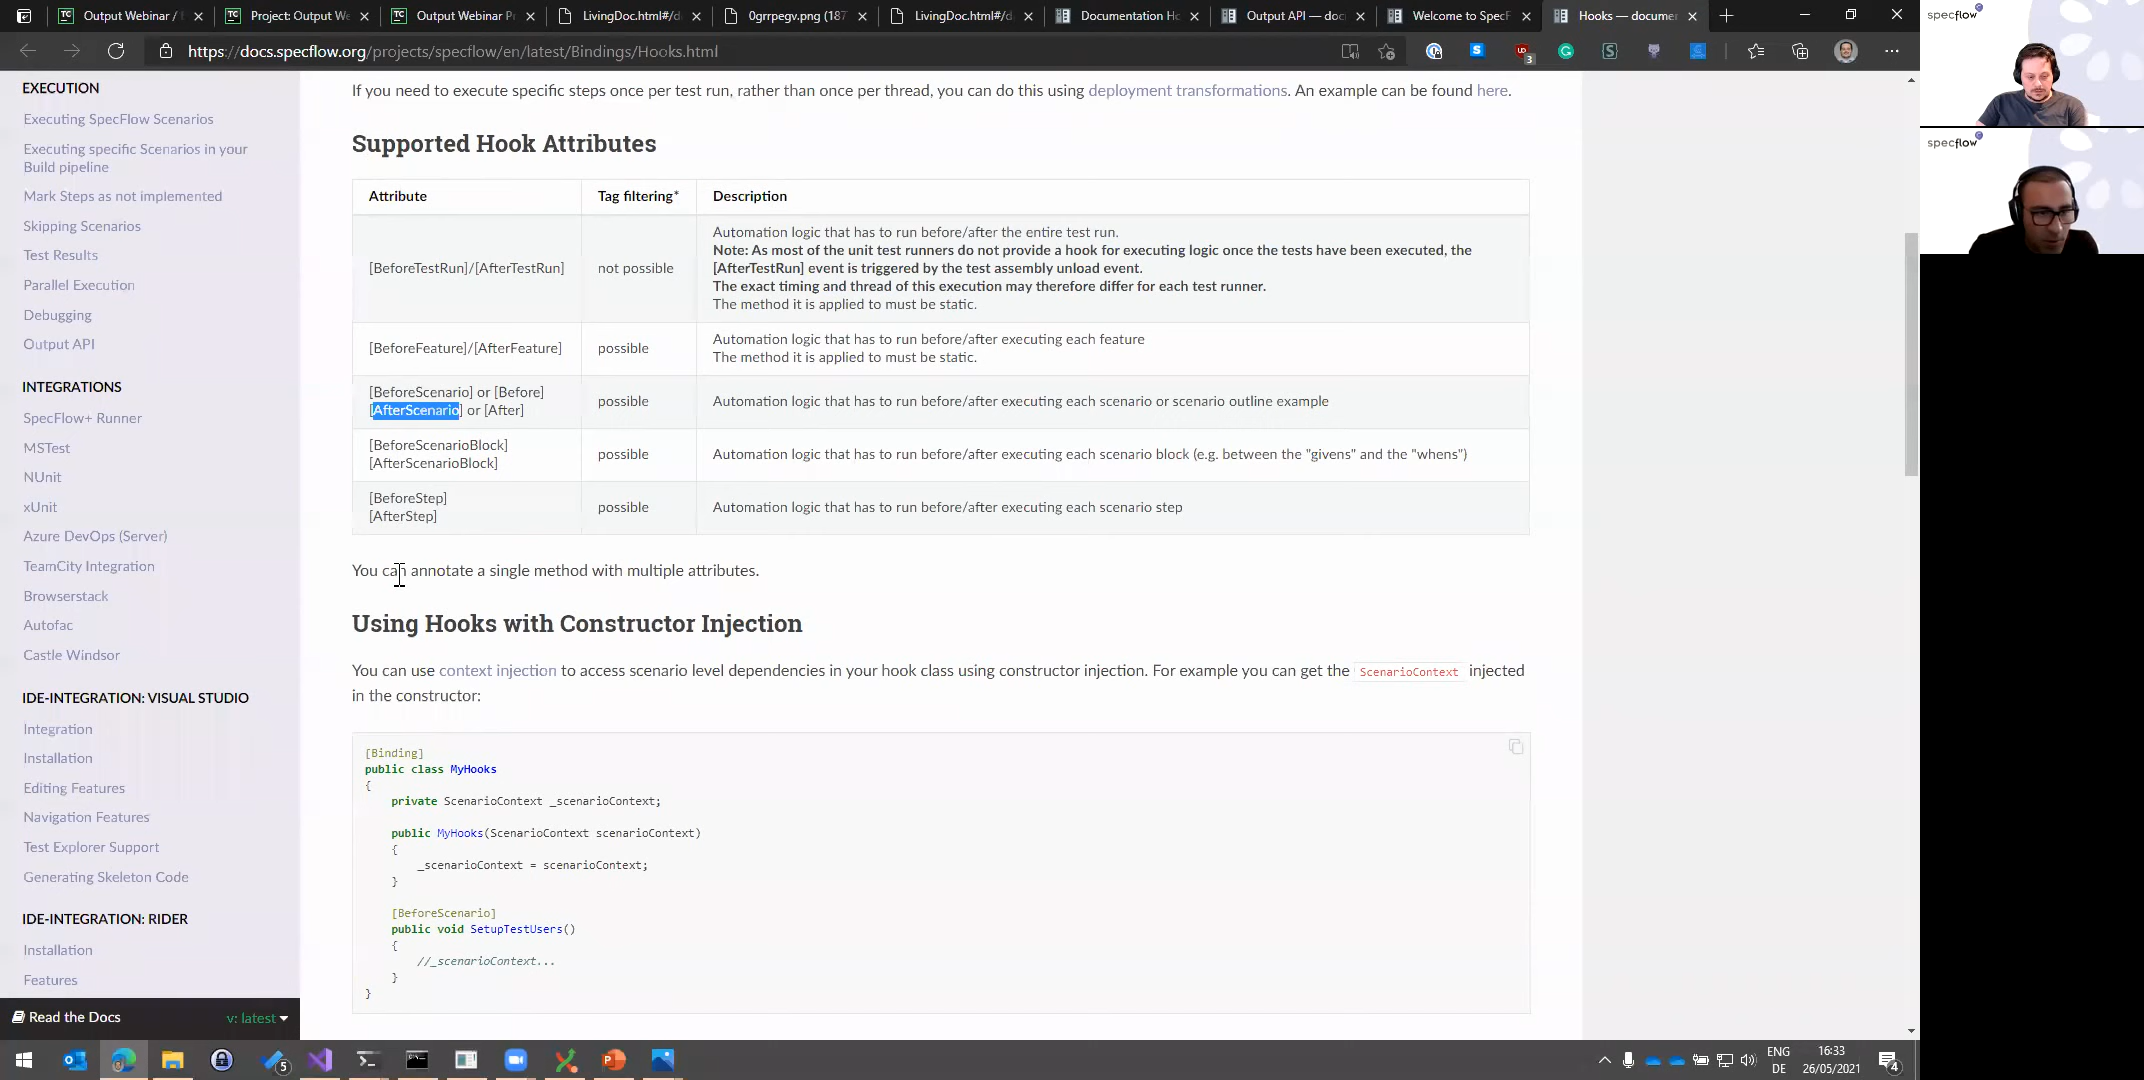 Output Webinar /
Project: Output We
Output Webinar P
LivingDoc.html#/d
0grrpegv.png (187
LivingDoc.html#/d
Documentation Ho
Output API — doc
Welcome to SpecF
Hooks — documen
https://docs.specflow.org/projects/specflow/en/latest/Bindings/Hooks.html
3
specflow
specflow
EXECUTION
Executing SpecFlow Scenarios
Executing specific Scenarios in your
Build pipeline
Mark Steps as not implemented
Skipping Scenarios
Test Results
Parallel Execution
Debugging
Output API
INTEGRATIONS
SpecFlow+ Runner
MSTest
NUnit
xUnit
Azure DevOps (Server)
TeamCity Integration
Browserstack
Autofac
Castle Windsor
IDE-INTEGRATION: VISUAL STUDIO
Integration
Installation
Editing Features
Navigation Features
Test Explorer Support
Generating Skeleton Code
IDE-INTEGRATION: RIDER
Installation
Features
Read the Docs v: latest
If you need to execute specific steps once per test run, rather than once per thread, you can do this using deployment transformations. An example can be found here.
Supported Hook Attributes
Attribute Tag filtering* Description
[BeforeTestRun]/[AfterTestRun] not possible
Automation logic that has to run before/after the entire test run.
Note: As most of the unit test runners do not provide a hook for executing logic once the tests have been executed, the
[AfterTestRun] event is triggered by the test assembly unload event.
The exact timing and thread of this execution may therefore differ for each test runner.
The method it is applied to must be static.
[BeforeFeature]/[AfterFeature] possible
Automation logic that has to run before/after executing each feature
The method it is applied to must be static.
[BeforeScenario] or [Before]
[AfterScenario] or [After]
possible Automation logic that has to run before/after executing each scenario or scenario outline example
[BeforeScenarioBlock]
[AfterScenarioBlock]
possible Automation logic that has to run before/after executing each scenario block (e.g. between the "givens" and the "whens")
[BeforeStep]
[AfterStep]
possible Automation logic that has to run before/after executing each scenario step
You can annotate a single method with multiple attributes.
Using Hooks with Constructor Injection
You can use context injection to access scenario level dependencies in your hook class using constructor injection. For example you can get the ScenarioContext injected
in the constructor:
[Binding]
public class MyHooks
{
private ScenarioContext _scenarioContext;
public MyHooks(ScenarioContext scenarioContext)
{
_scenarioContext = scenarioContext;
}
[BeforeScenario]
public void SetupTestUsers()
{
//_scenarioContext...
}
}
5
ENG
DE
16:33
26/05/2021
4